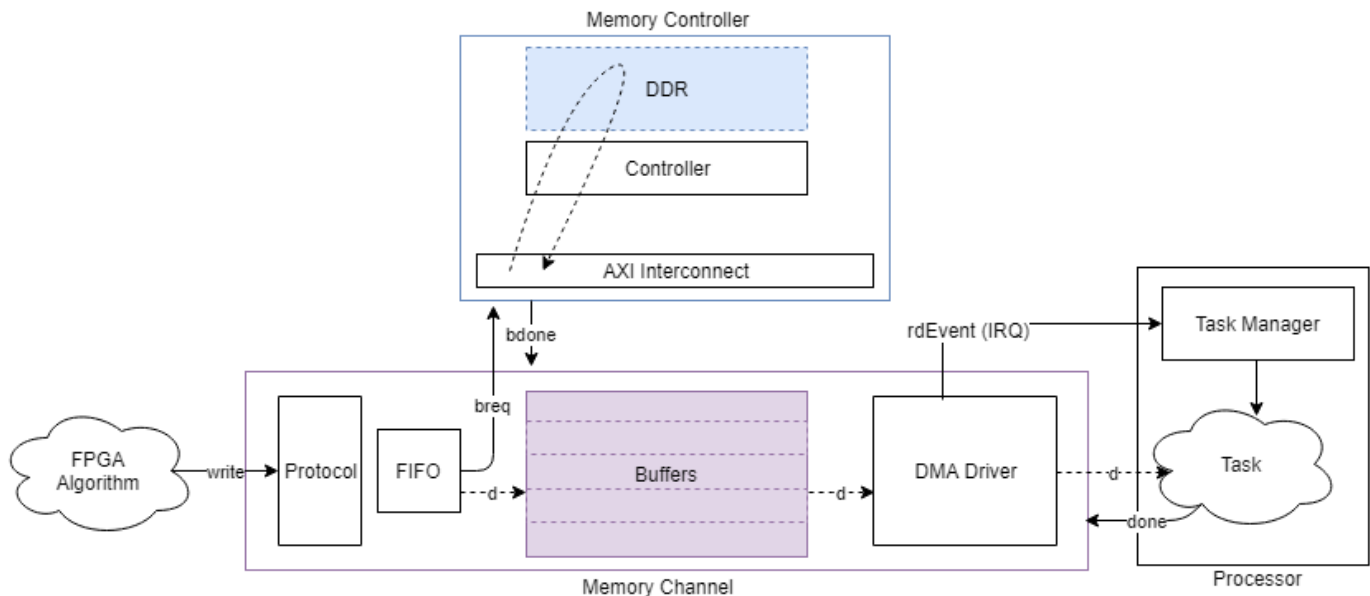 Memory Controller
DDR
Controller
AXI Interconnect
bdone
rdEvent (IRQ)
Task Manager
breq
FPGA
Algorithm
write
Protocol
FIFO
d
Buffers
d
DMA Driver
d
Task
done
Memory Channel
Processor